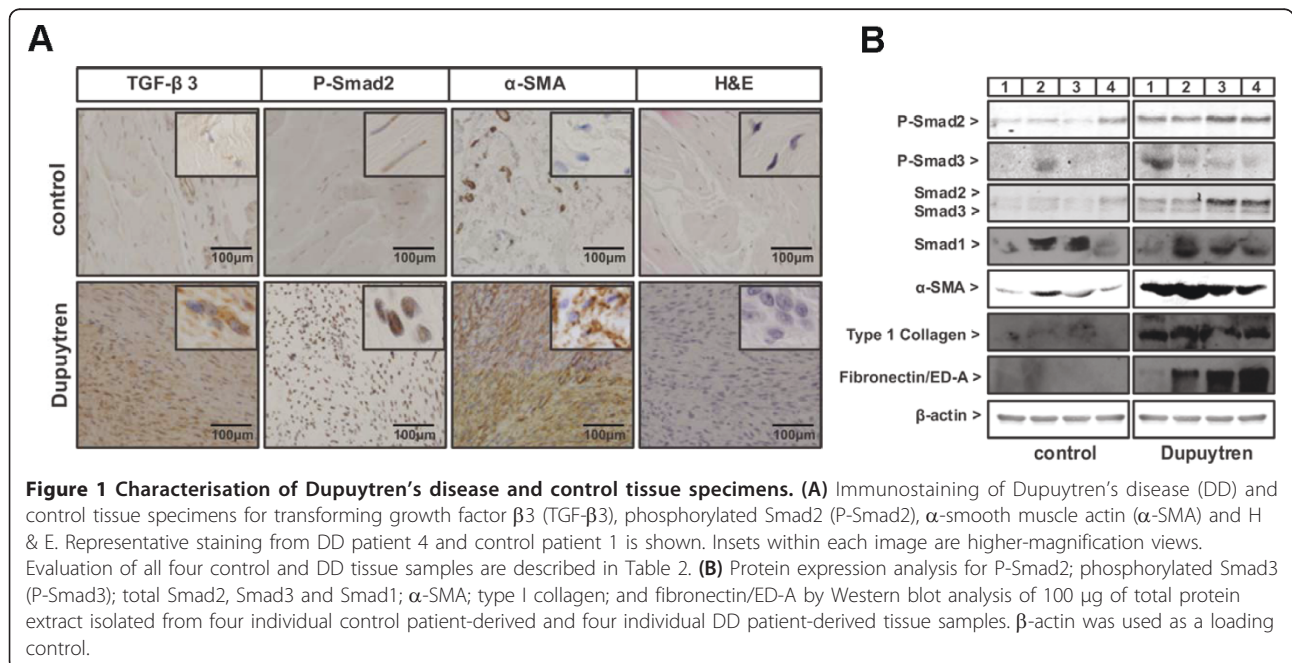 A
B
TGF-β 3 P-Smad2 α-SMA H&E
control
100μm 100μm 100μm 100μm
Dupuytren
100μm 100μm 100μm 100μm
1 2 3 4 1 2 3 4
P-Smad2 >
P-Smad3 >
Smad2 >
Smad3 >
Smad1 >
α-SMA >
Type 1 Collagen >
Fibronectin/ED-A >
β-actin >
control Dupuytren
Figure 1 Characterisation of Dupuytren's disease and control tissue specimens. (A) Immunostaining of Dupuytren's disease (DD) and
control tissue specimens for transforming growth factor β3 (TGF-β3), phosphorylated Smad2 (P-Smad2), α-smooth muscle actin (α-SMA) and H
& E. Representative staining from DD patient 4 and control patient 1 is shown. Insets within each image are higher-magnification views.
Evaluation of all four control and DD tissue samples are described in Table 2. (B) Protein expression analysis for P-Smad2; phosphorylated Smad3
(P-Smad3); total Smad2, Smad3 and Smad1; α-SMA; type I collagen; and fibronectin/ED-A by Western blot analysis of 100 μg of total protein
extract isolated from four individual control patient-derived and four individual DD patient-derived tissue samples. β-actin was used as a loading
control.